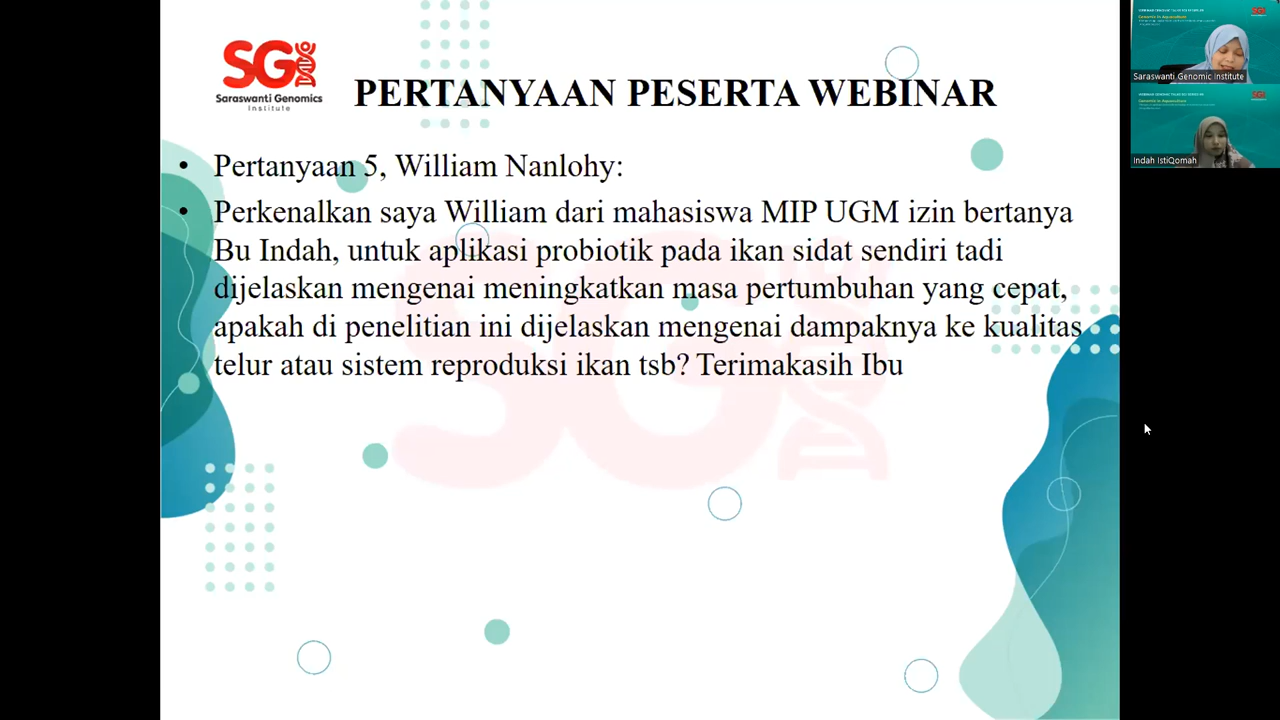 SG
Saraswanti Genomics
Institute
PERTANYAAN PESERTA WEBINAR
• Pertanyaan 5, William Nanlohy:
• Perkenalkan saya William dari mahasiswa MIP UGM izin bertanya
Bu Indah, untuk aplikasi probiotik pada ikan sidat sendiri tadi
dijelaskan mengenai meningkatkan masa pertumbuhan yang cepat,
apakah di penelitian ini dijelaskan mengenai dampaknya ke kualitas
telur atau sistem reproduksi ikan tsb? Terimakasih Ibu
SG
Saraswanti Genomic Institute
Indah IstiQomah